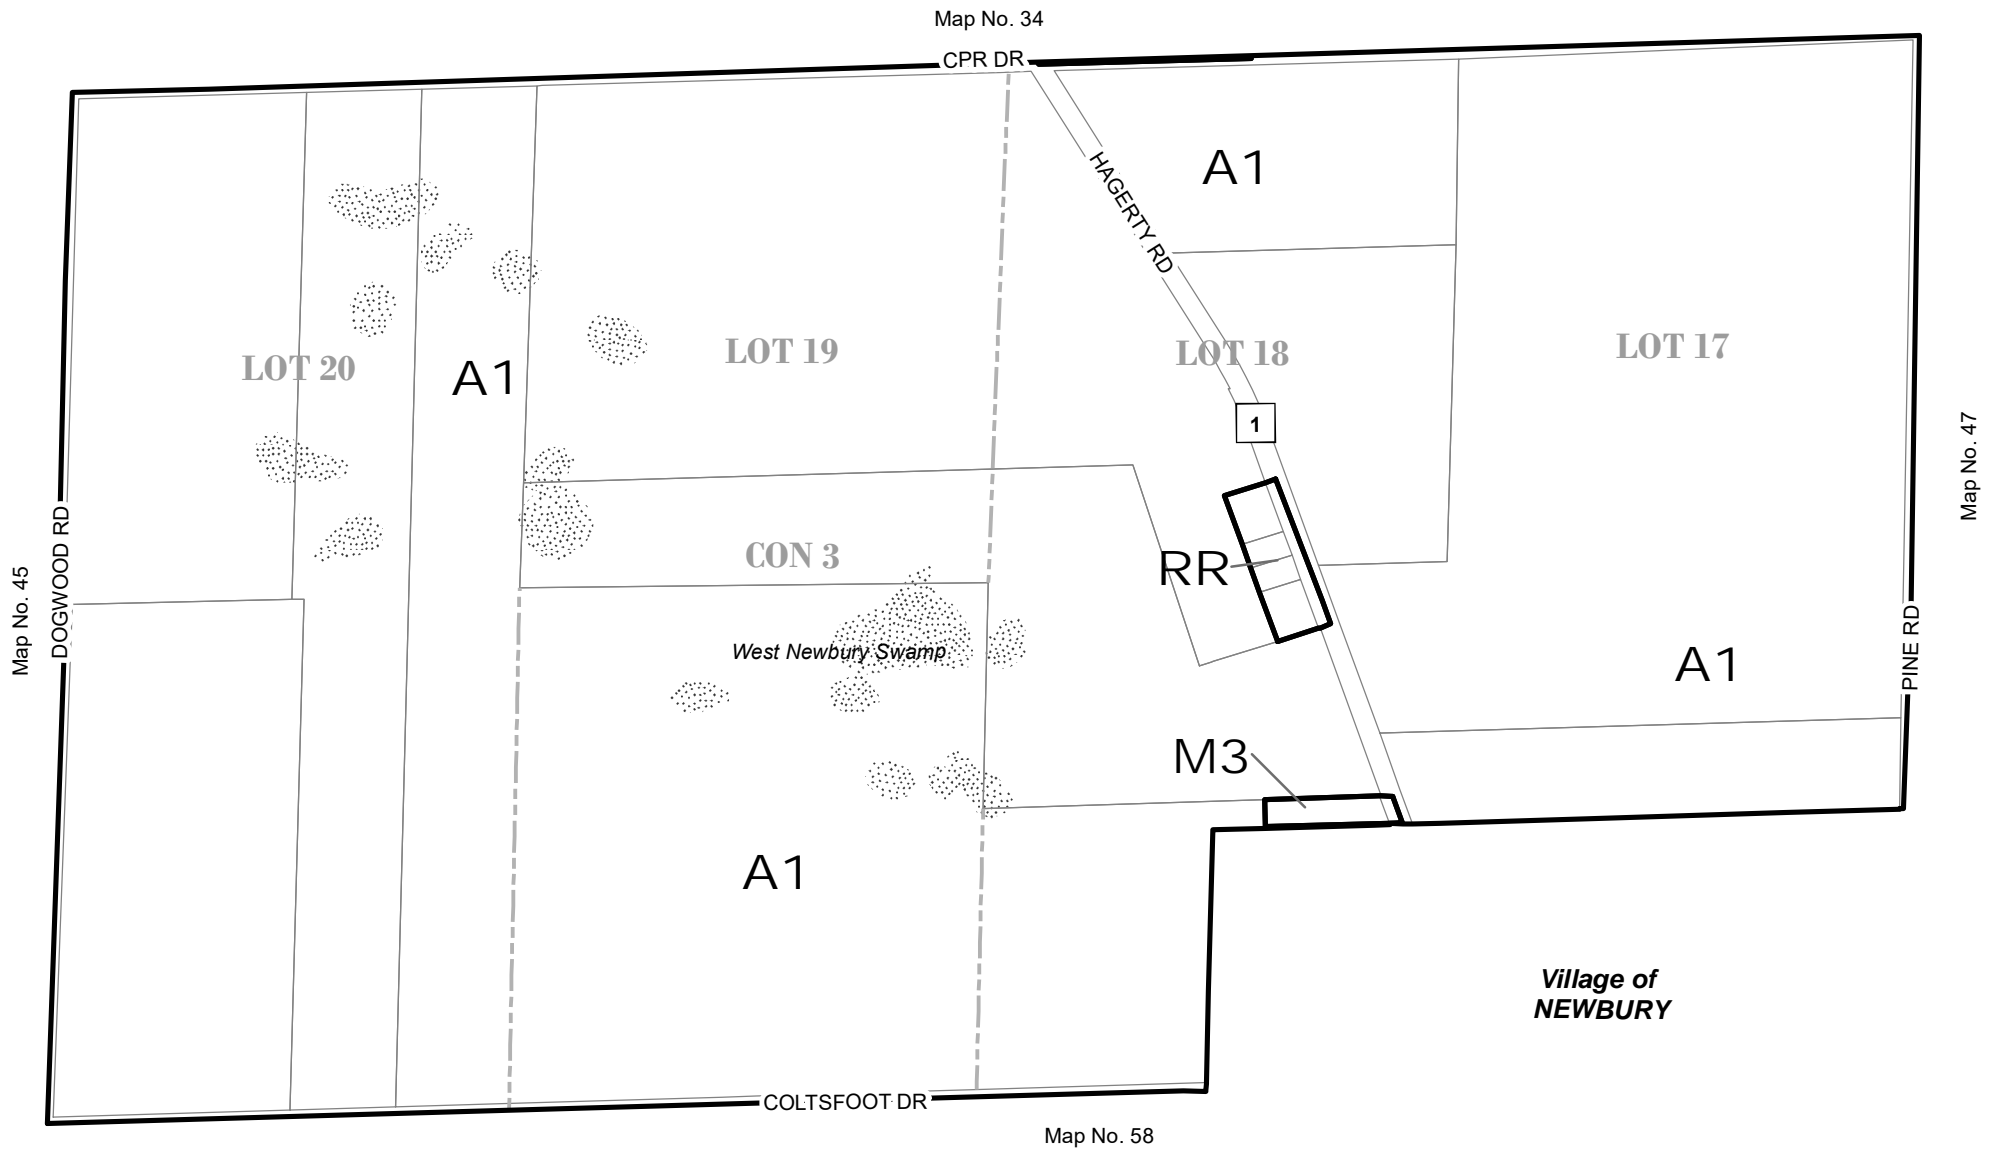 Map No. 34
CPR DR
A1
HAGERTY RD
LOT 20
A1
LOT 19
LOT 18
LOT 17
1
Map No. 47
DOGWOOD RD
CON 3
RR
Map No. 45
West Newbury Swamp
PINE RD
A1
M3
A1
Village of
NEWBURY
COLTSFOOT DR
Map No. 58